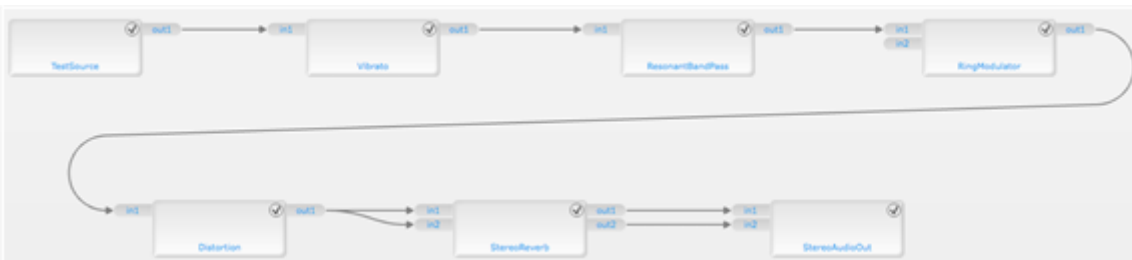 out1 in1 out1 in1 out1 in1 out1
in2
TestSource Vibrato ResonantBandPass RingModulator
in1 out1 in1 out1 in1
in2 out2 in2
Distortion StereoReverb StereoAudioOut